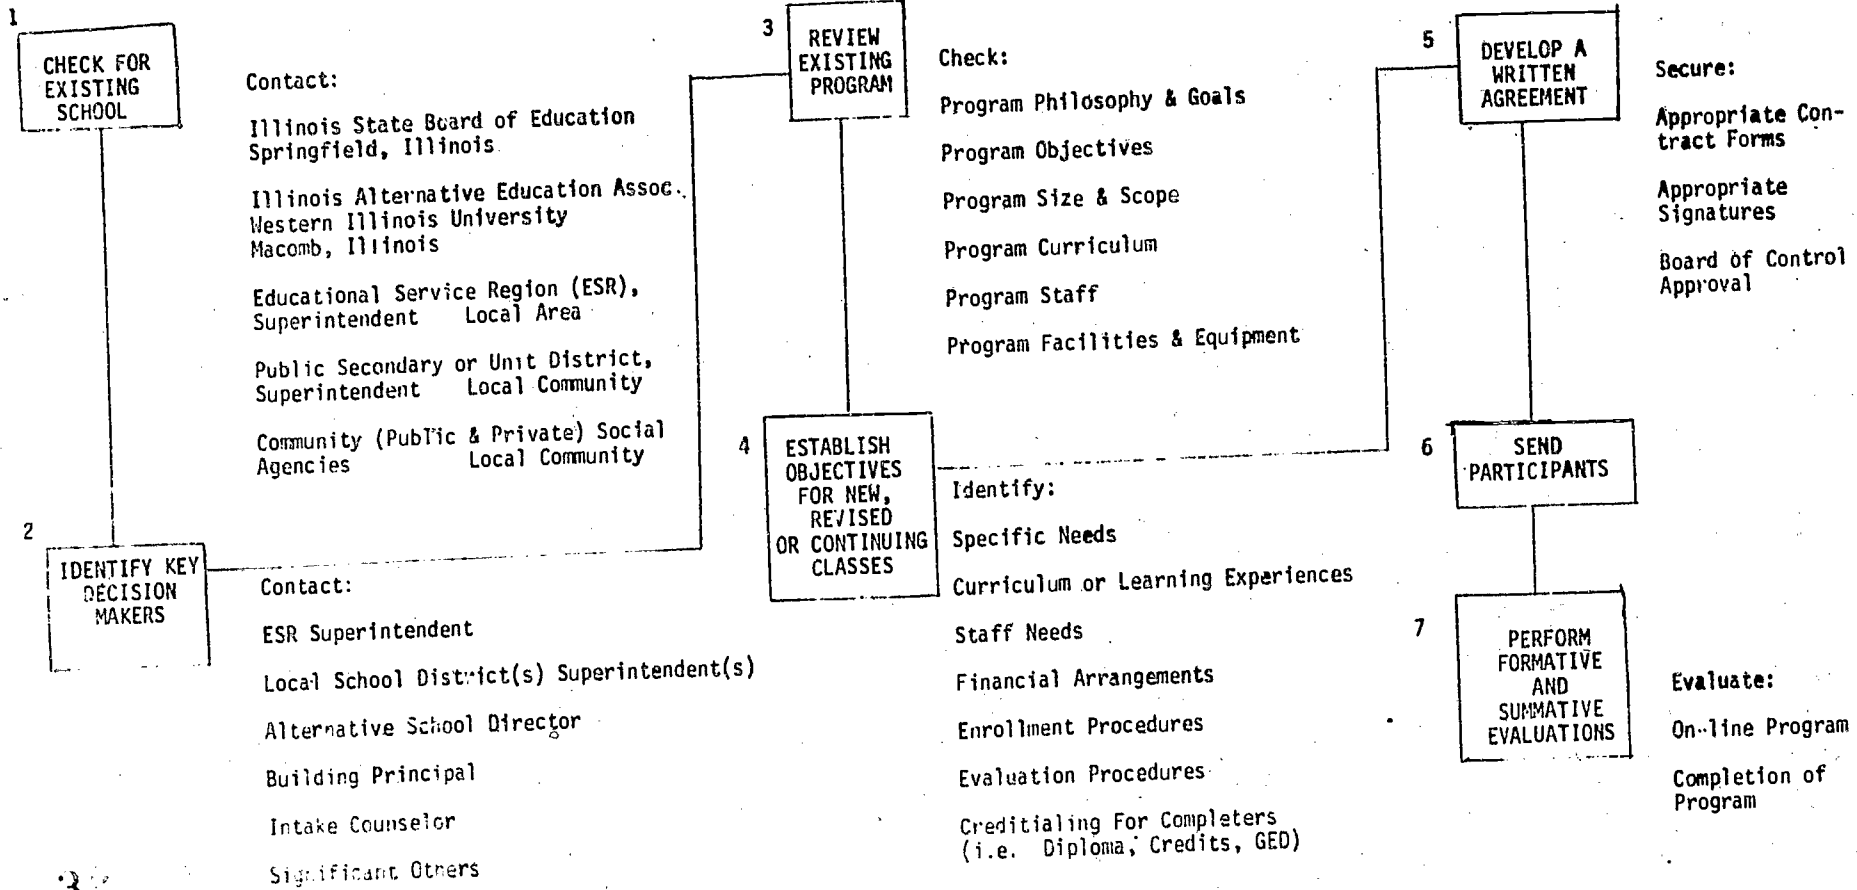 1
CHECK FOR
EXISTING
SCHOOL
Contact:
Illinois State Board of Education
Springfield, Illinois
Illinois Alternative Education Assoc.
Western Illinois University
Macomb, Illinois
Educational Service Region (ESR),
Superintendent Local Area
Public Secondary or Unit District,
Superintendent Local Community
Community (Public & Private) Social
Agencies Local Community
2
IDENTIFY KEY
DECISION
MAKERS
Contact:
ESR Superintendent
Local School District(s) Superintendent(s)
Alternative School Director
Building Principal
Intake Counselor
Significant Others
3
REVIEW
EXISTING
PROGRAM
Check:
Program Philosophy & Goals
Program Objectives
Program Size & Scope
Program Curriculum
Program Staff
Program Facilities & Equipment
4
ESTABLISH
OBJECTIVES
FOR NEW,
REVISED
OR CONTINUING
CLASSES
Identify:
Specific Needs
Curriculum or Learning Experiences
Staff Needs
Financial Arrangements
Enrollment Procedures
Evaluation Procedures
Creditialing For Completers
(i.e. Diploma, Credits, GED)
5
DEVELOP A
WRITTEN
AGREEMENT
Secure:
Appropriate Con-
tract Forms
Appropriate
Signatures
Board of Control
Approval
6
SEND
PARTICIPANTS
7
PERFORM
FORMATIVE
AND
SUMMATIVE
EVALUATIONS
Evaluate:
On-line Program
Completion of
Program